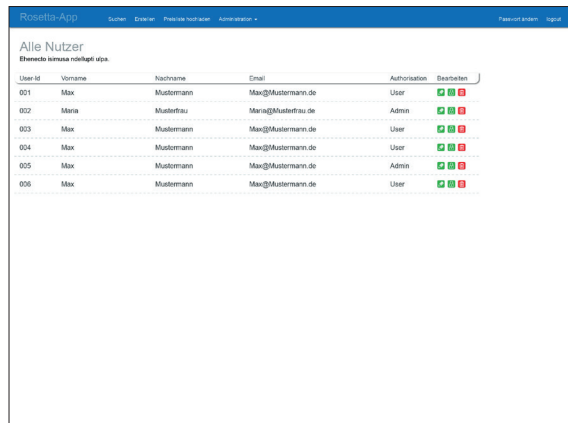 Rosetta-App Suchen Erstellen Preisliste hochladen Administration Passwort ändern logout
Alle Nutzer
Ehenecto isimusa ndellupti ulpa.
User-Id Vorname Nachname Email Authorisation Bearbeiten
001 Max Mustermann Max@Mustermann.de User
002 Maria Musterfrau Maria@Musterfrau.de Admin
003 Max Mustermann Max@Mustermann.de User
004 Max Mustermann Max@Mustermann.de User
005 Max Mustermann Max@Mustermann.de Admin
006 Max Mustermann Max@Mustermann.de User